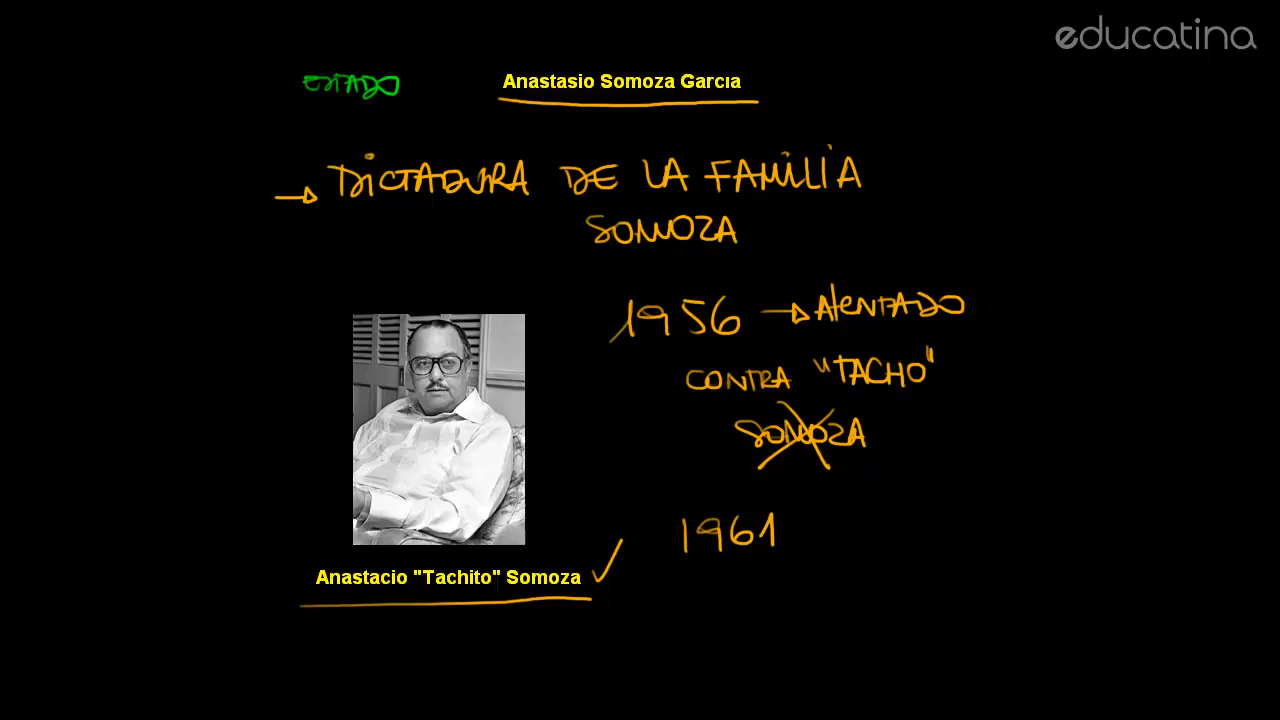 educatina
ESTADO
Anastasio Somoza García
→ DICTADURA DE LA FAMILIA
SOMOZA
1956 → ATENTADO
CONTRA "TACHO"
SOMOZA
1961
Anastacio "Tachito" Somoza